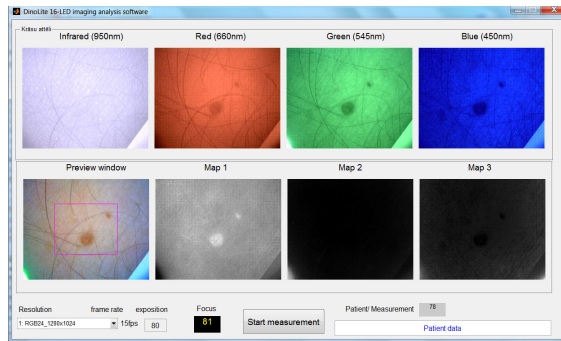 DinoLite 16-LED imaging analysis software
Krāsu attēli
Infrared (950nm) Red (660nm) Green (545nm) Blue (450nm)
Preview window Map 1 Map 2 Map 3
Resolution frame rate exposition Focus Patient/ Measurement 78
1: RGB24_1280x1024 15fps 80 81 Start measurement
Patient data